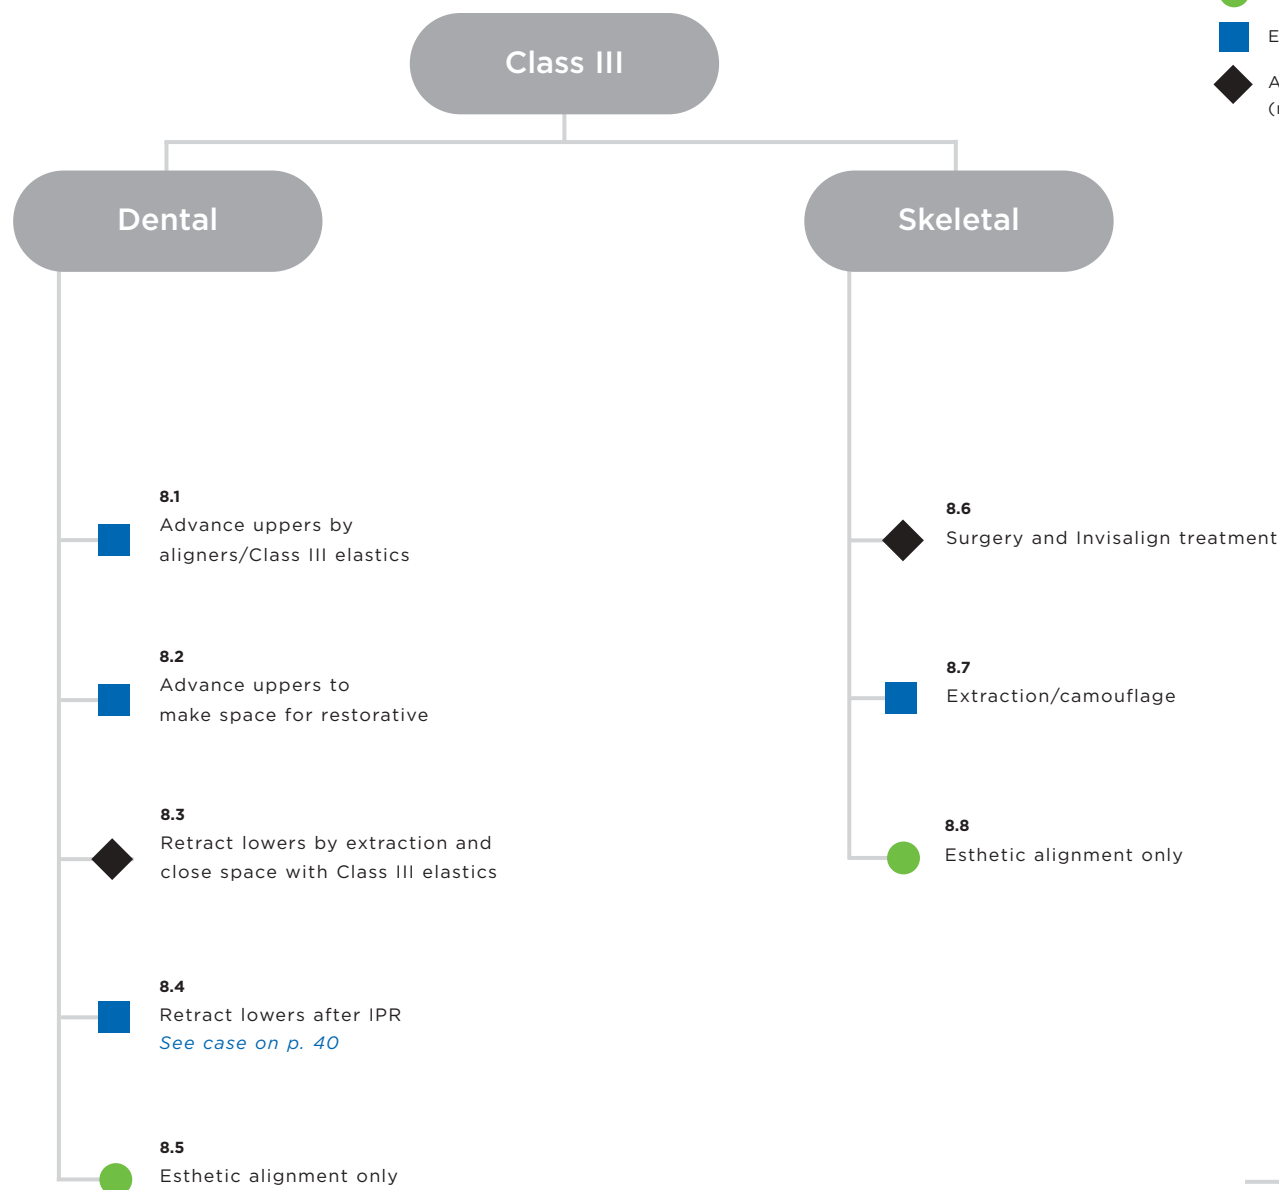 Class III
Dental
Skeletal
8.1
Advance uppers by
aligners/Class III elastics
8.2
Advance uppers to
make space for restorative
8.3
Retract lowers by extraction and
close space with Class III elastics
8.4
Retract lowers after IPR
See case on p. 40
8.5
Esthetic alignment only
8.6
Surgery and Invisalign treatment
8.7
Extraction/camouflage
8.8
Esthetic alignment only